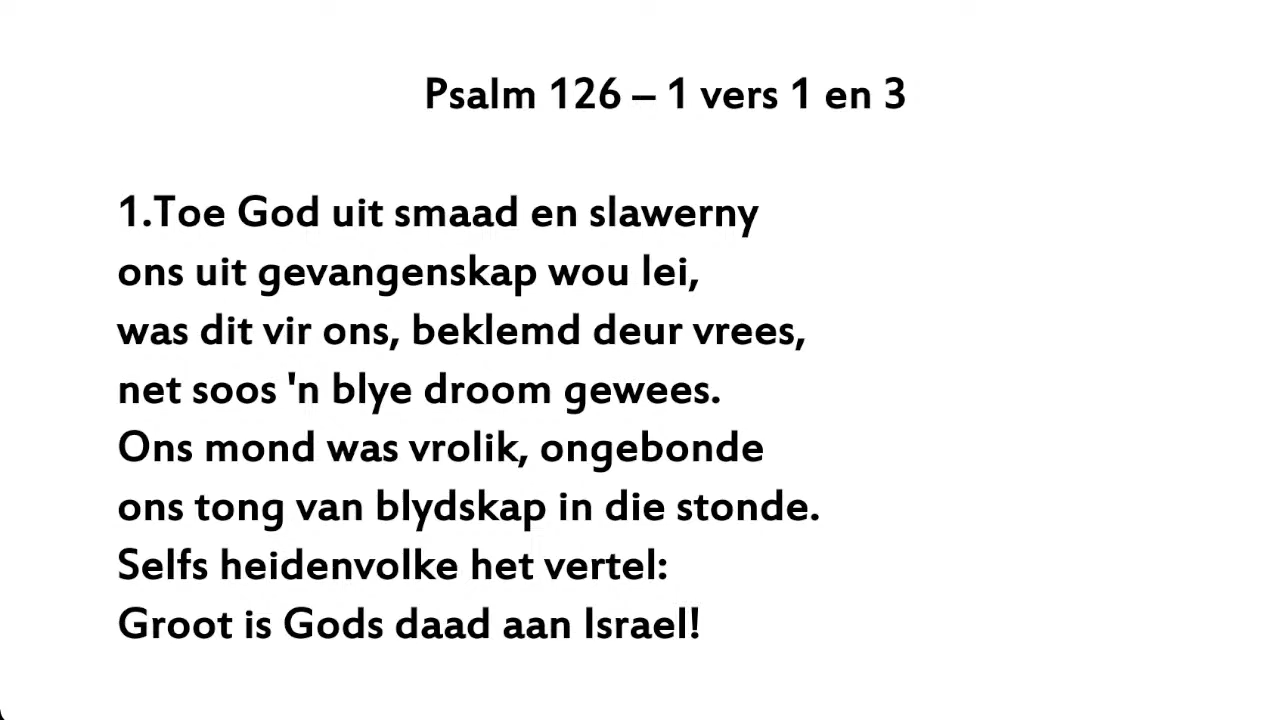 Psalm 126 – 1 vers 1 en 3
1.Toe God uit smaad en slawerny
ons uit gevangenskap wou lei,
was dit vir ons, beklemd deur vrees,
net soos 'n blye droom gewees.
Ons mond was vrolik, ongebonde
ons tong van blydskap in die stonde.
Selfs heidenvolke het vertel:
Groot is Gods daad aan Israel!